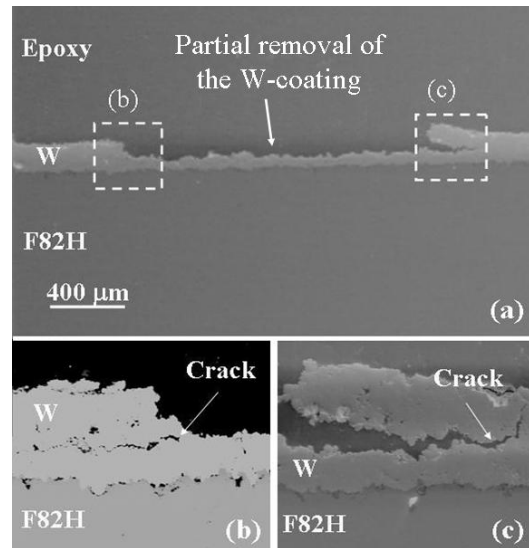 Epoxy
Partial removal of
the W-coating
(b)
(c)
W
F82H
400 µm
(a)
Crack
W
F82H
(b)
Crack
W
F82H
(c)